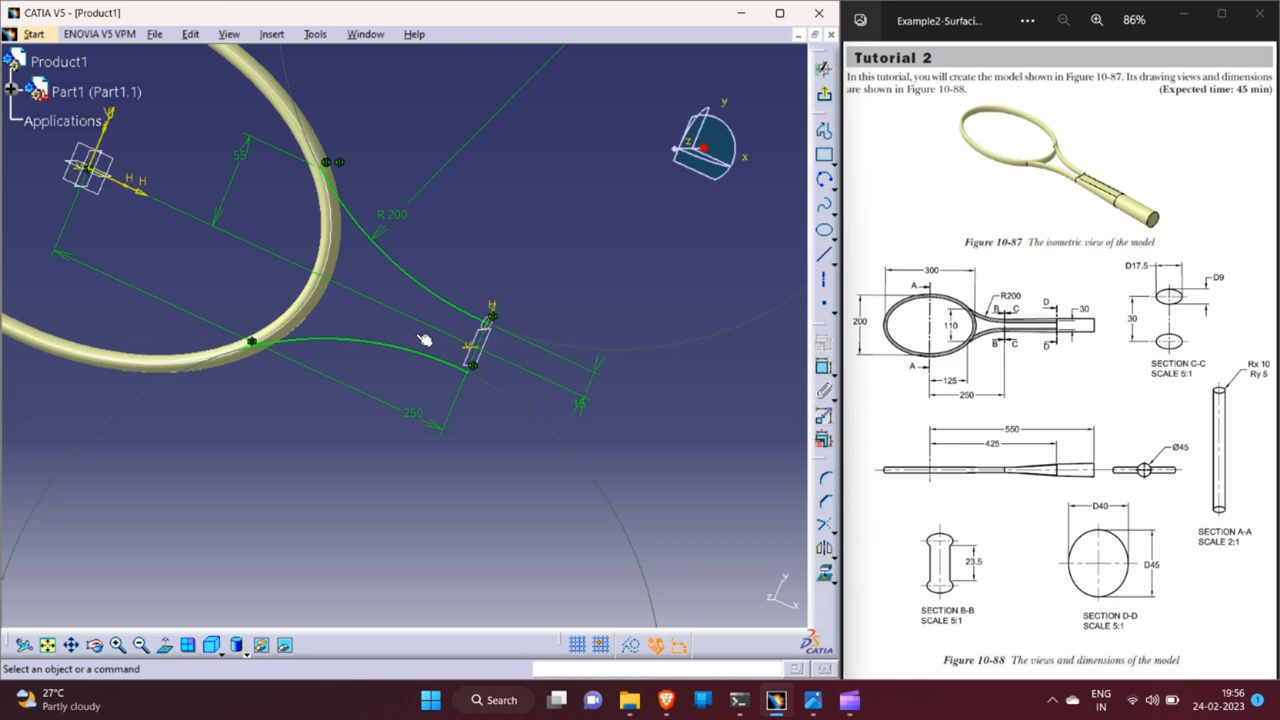 CATIA V5 - [Product1]
Start ENOVIA V5 VPM File Edit View Insert Tools Window Help
Product1
Part1 (Part1.1)
Applications
V
H H
55
R 200
H
250
15
y
z
x
y
z x
DS
CATIA
Select an object or a command
Example2-Surfaci... 86%
Tutorial 2
In this tutorial, you will create the model shown in Figure 10-87. Its drawing views and dimensions
are shown in Figure 10-88. (Expected time: 45 min)
Figure 10-87 The isometric view of the model
300
A
R200
B C
D
30
200
110
B C
D
A
125
250
D17.5
D9
30
SECTION C-C
SCALE 5:1
Rx 10
Ry 5
550
425
Ø45
SECTION A-A
SCALE 2:1
23.5
SECTION B-B
SCALE 5:1
D40
D45
SECTION D-D
SCALE 5:1
Figure 10-88 The views and dimensions of the model
27°C
Partly cloudy
Search
ENG
IN
19:56
24-02-2023
1